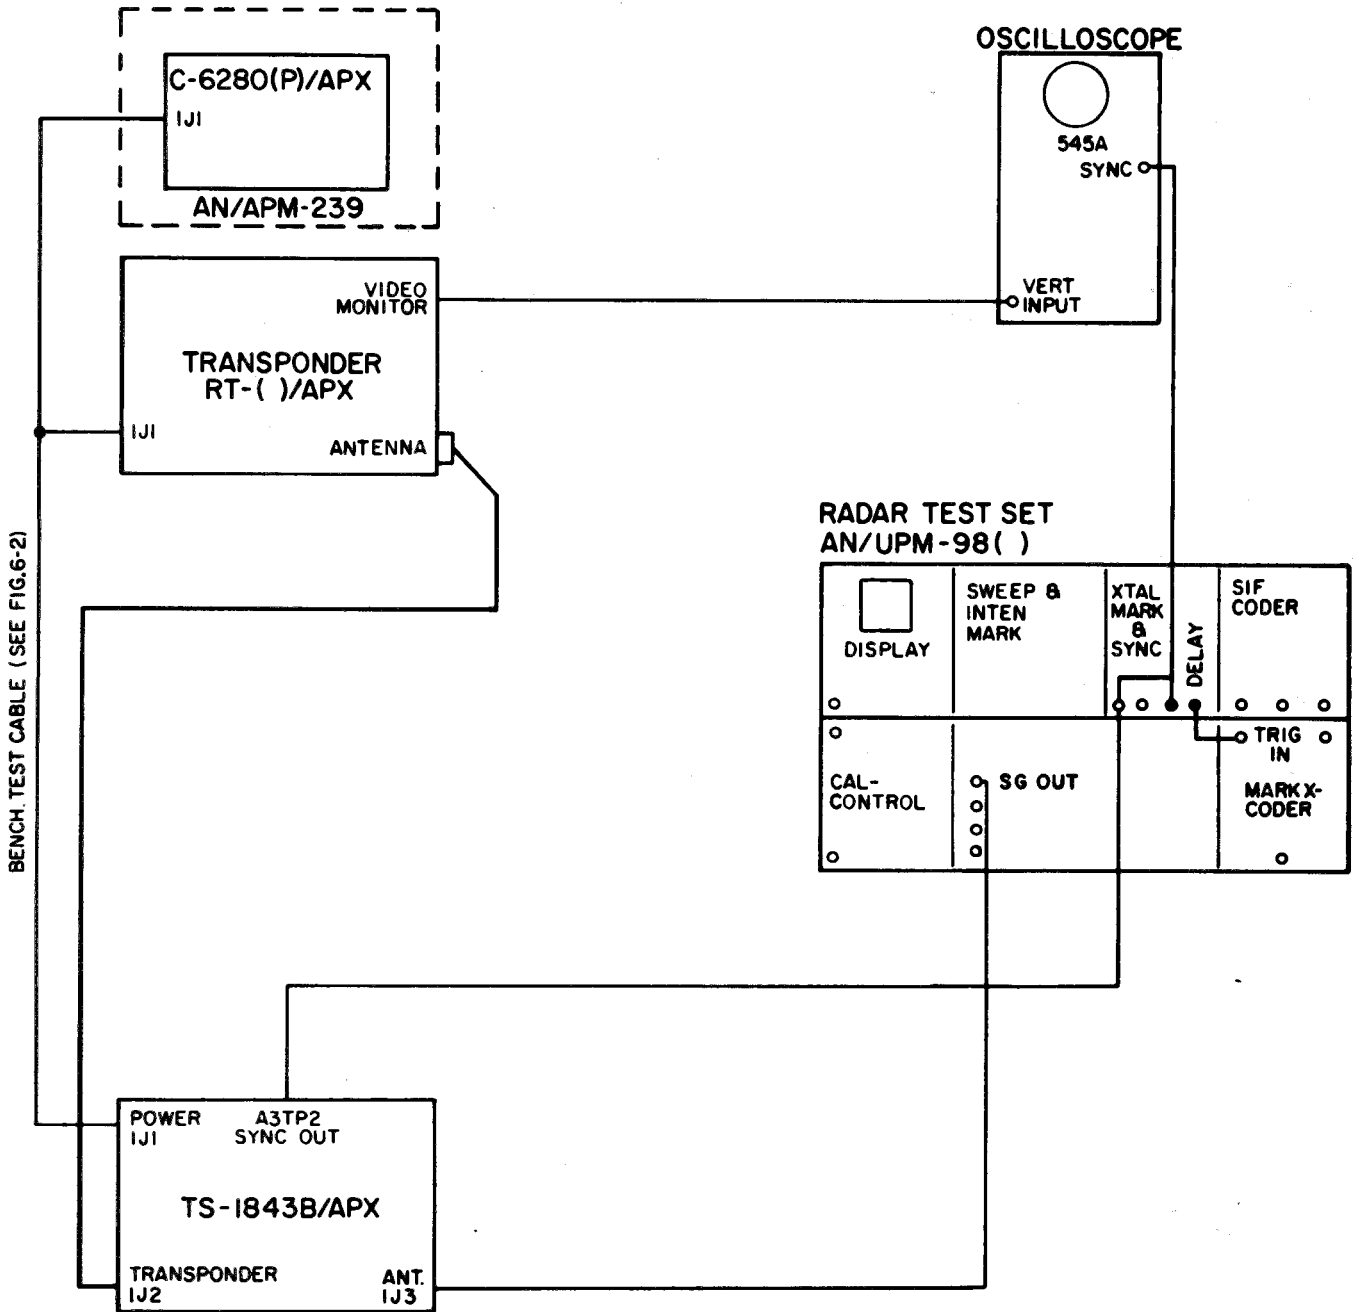 C-6280(P)/APX
1J1
AN/APM-239
OSCILLOSCOPE
545A
SYNC
VERT
INPUT
VIDEO
MONITOR
TRANSPONDER
RT-( )/APX
1J1
ANTENNA
BENCH TEST CABLE (SEE FIG.6-2)
RADAR TEST SET
AN/UPM-98( )
DISPLAY
SWEEP &
INTEN
MARK
XTAL
MARK
&
SYNC
DELAY
SIF
CODER
CAL-
CONTROL
SG OUT
TRIG
IN
MARK X-
CODER
POWER
1J1
A3TP2
SYNC OUT
TS-1843B/APX
TRANSPONDER
1J2
ANT.
1J3